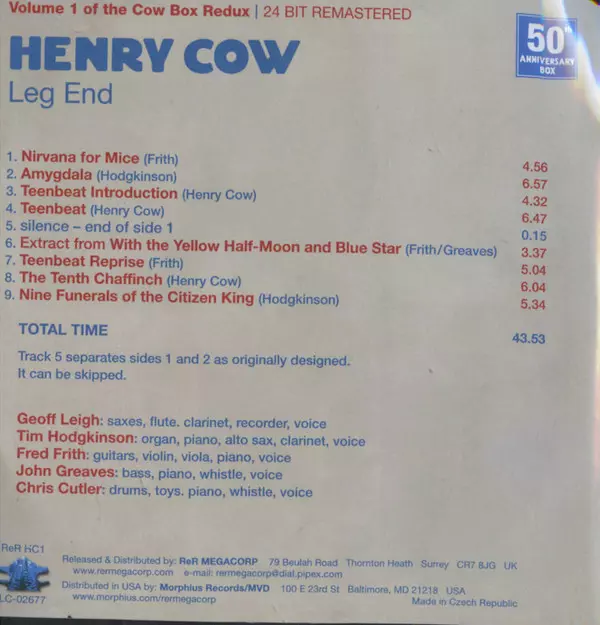 Volume 1 of the Cow Box Redux | 24 BIT REMASTERED
HENRY COW
Leg End
50th
ANNIVERSARY
BOX
1. Nirvana for Mice (Frith) 4.56
2. Amygdala (Hodgkinson) 6.57
3. Teenbeat Introduction (Henry Cow) 4.32
4. Teenbeat (Henry Cow) 6.47
5. silence – end of side 1 0.15
6. Extract from With the Yellow Half-Moon and Blue Star (Frith/Greaves) 3.37
7. Teenbeat Reprise (Frith) 5.04
8. The Tenth Chaffinch (Henry Cow) 6.04
9. Nine Funerals of the Citizen King (Hodgkinson) 5.34
TOTAL TIME 43.53
Track 5 separates sides 1 and 2 as originally designed.
It can be skipped.
Geoff Leigh: saxes, flute. clarinet, recorder, voice
Tim Hodgkinson: organ, piano, alto sax, clarinet, voice
Fred Frith: guitars, violin, viola, piano, voice
John Greaves: bass, piano, whistle, voice
Chris Cutler: drums, toys. piano, whistle, voice
ReR HC1
LC-02677
Released & Distributed by: ReR MEGACORP 79 Beulah Road Thornton Heath Surrey CR7 8JG UK
www.rermegacorp.com e-mail: rermegacorp@dial.pipex.com
Distributed in USA by: Morphius Records/MVD 100 E 23rd St Baltimore, MD 21218 USA
www.morphius.com/rermegacorp Made in Czech Republic